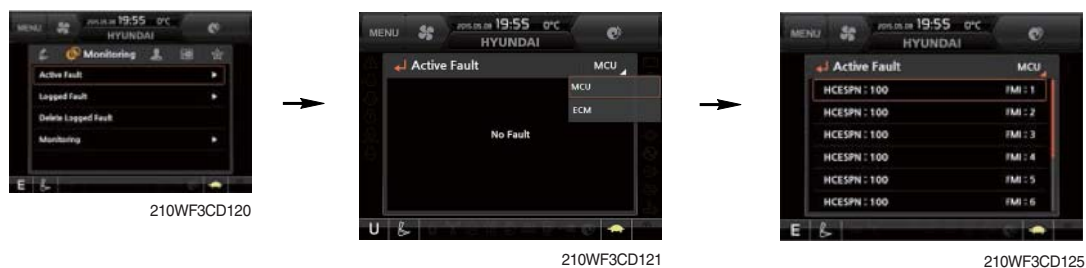 MENU 2015.05.08 19:55 0°C
HYUNDAI
Monitoring
Active Fault
Logged Fault
Delete Logged Fault
Monitoring
E
210WF3CD120
MENU 2015.05.08 19:55 0°C
HYUNDAI
Active Fault MCU
MCU
ECM
No Fault
U
210WF3CD121
MENU 2015.05.08 19:55 0°C
HYUNDAI
Active Fault MCU
HCESPN : 100 FMI : 1
HCESPN : 100 FMI : 2
HCESPN : 100 FMI : 3
HCESPN : 100 FMI : 4
HCESPN : 100 FMI : 5
HCESPN : 100 FMI : 6
E
210WF3CD125